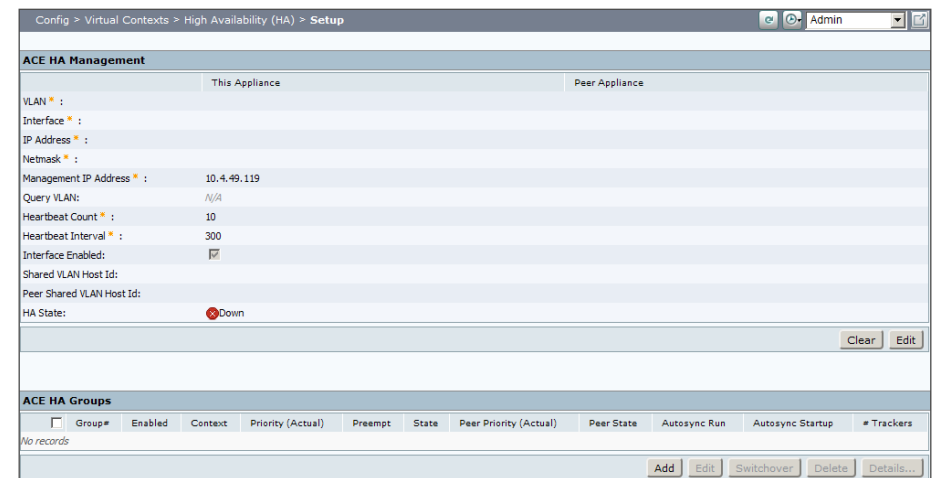 Config > Virtual Contexts > High Availability (HA) > Setup Admin
ACE HA Management
This Appliance Peer Appliance
VLAN * :
Interface * :
IP Address * :
Netmask * :
Management IP Address * : 10.4.49.119
Query VLAN: N/A
Heartbeat Count * : 10
Heartbeat Interval * : 300
Interface Enabled:
Shared VLAN Host Id:
Peer Shared VLAN Host Id:
HA State: Down
Clear Edit
ACE HA Groups
Group# Enabled Context Priority (Actual) Preempt State Peer Priority (Actual) Peer State Autosync Run Autosync Startup # Trackers
No records
Add Edit Switchover Delete Details...